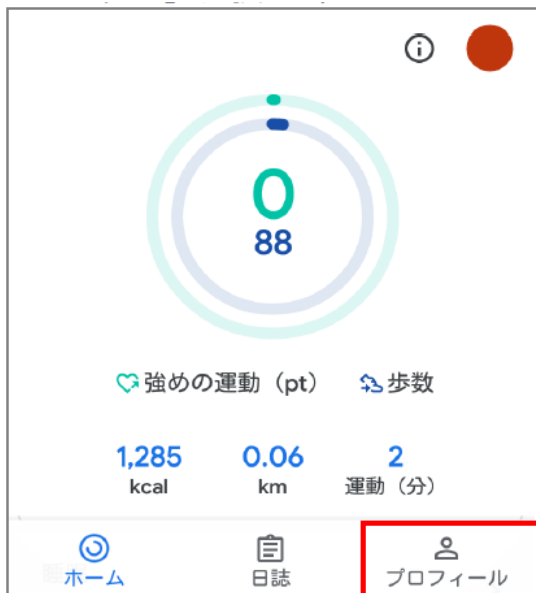 0
88
強めの運動（pt） 歩数
1,285 0.06 2
kcal km 運動（分）
ホーム 日誌 プロフィール